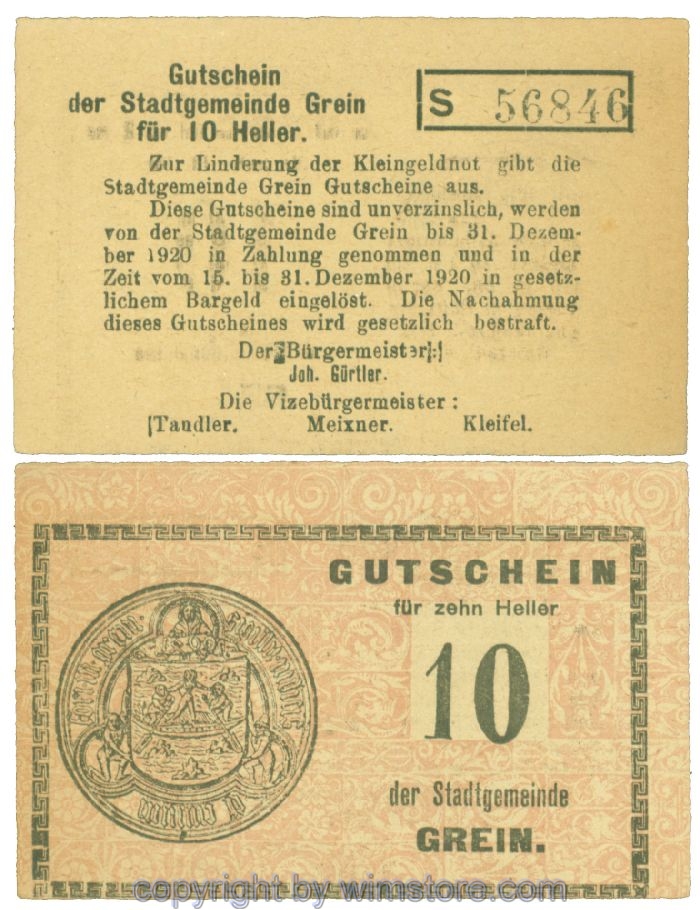 Gutschein
der Stadtgemeinde Grein
für 10 Heller.
S 56846
Zur Linderung der Kleingeldnot gibt die
Stadtgemeinde Grein Gutscheine aus.
Diese Gutscheine sind unverzinslich, werden
von der Stadtgemeinde Grein bis 31. Dezem-
ber 1920 in Zahlung genommen und in der
Zeit vom 15. bis 31. Dezember 1920 in gesetz-
lichem Bargeld eingelöst. Die Nachahmung
dieses Gutscheines wird gesetzlich bestraft.
Der Bürgermeister:
Joh. Gürtler.
Die Vizebürgermeister:
Tandler. Meixner. Kleifel.
GUTSCHEIN
für zehn Heller
10
der Stadtgemeinde
GREIN.
copyright by wimstore.com